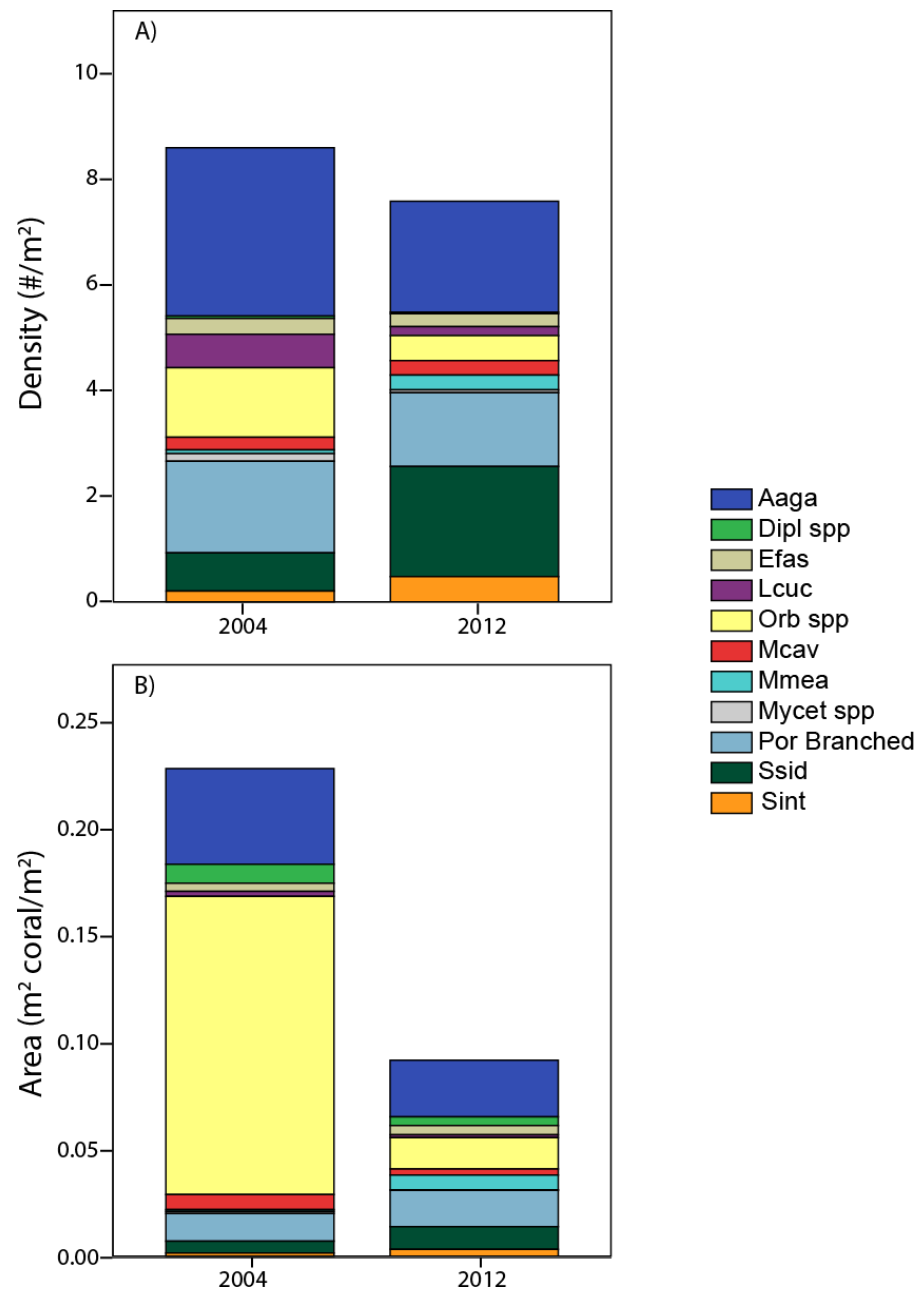 A)
10
8
6
4
2
0
Density (#/m²)
2004 2012
B)
0.25
0.20
0.15
0.10
0.05
0.00
Area (m² coral/m²)
2004 2012
Aaga
Dipl spp
Efas
Lcuc
Orb spp
Mcav
Mmea
Mycet spp
Por Branched
Ssid
Sint